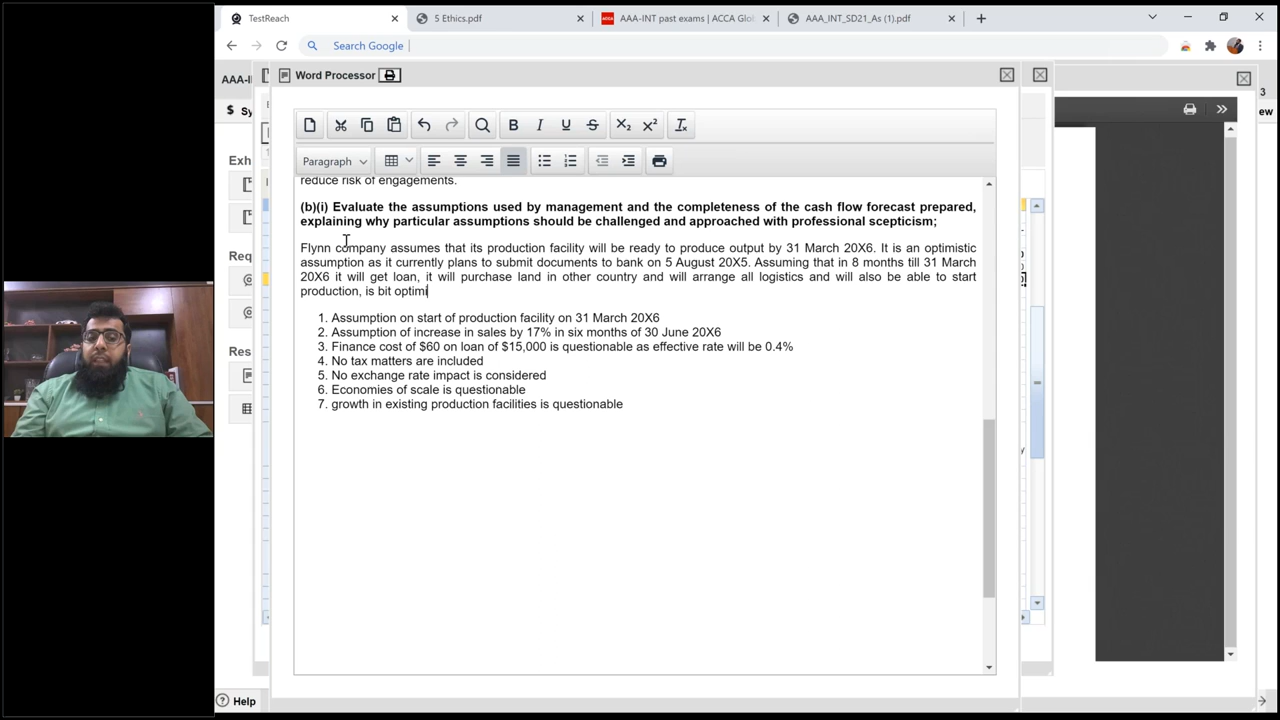 TestReach
5 Ethics.pdf
AAA-INT past exams | ACCA Glo
AAA_INT_SD21_As (1).pdf
Search Google
AAA-I
Word Processor
3
$ Sy
ew
Exh
Req
Res
Paragraph
reduce risk of engagements.
(b)(i) Evaluate the assumptions used by management and the completeness of the cash flow forecast prepared,
explaining why particular assumptions should be challenged and approached with professional scepticism;
Flynn company assumes that its production facility will be ready to produce output by 31 March 20X6. It is an optimistic
assumption as it currently plans to submit documents to bank on 5 August 20X5. Assuming that in 8 months till 31 March
20X6 it will get loan, it will purchase land in other country and will arrange all logistics and will also be able to start
production, is bit optimi
1. Assumption on start of production facility on 31 March 20X6
2. Assumption of increase in sales by 17% in six months of 30 June 20X6
3. Finance cost of $60 on loan of $15,000 is questionable as effective rate will be 0.4%
4. No tax matters are included
5. No exchange rate impact is considered
6. Economies of scale is questionable
7. growth in existing production facilities is questionable
Help